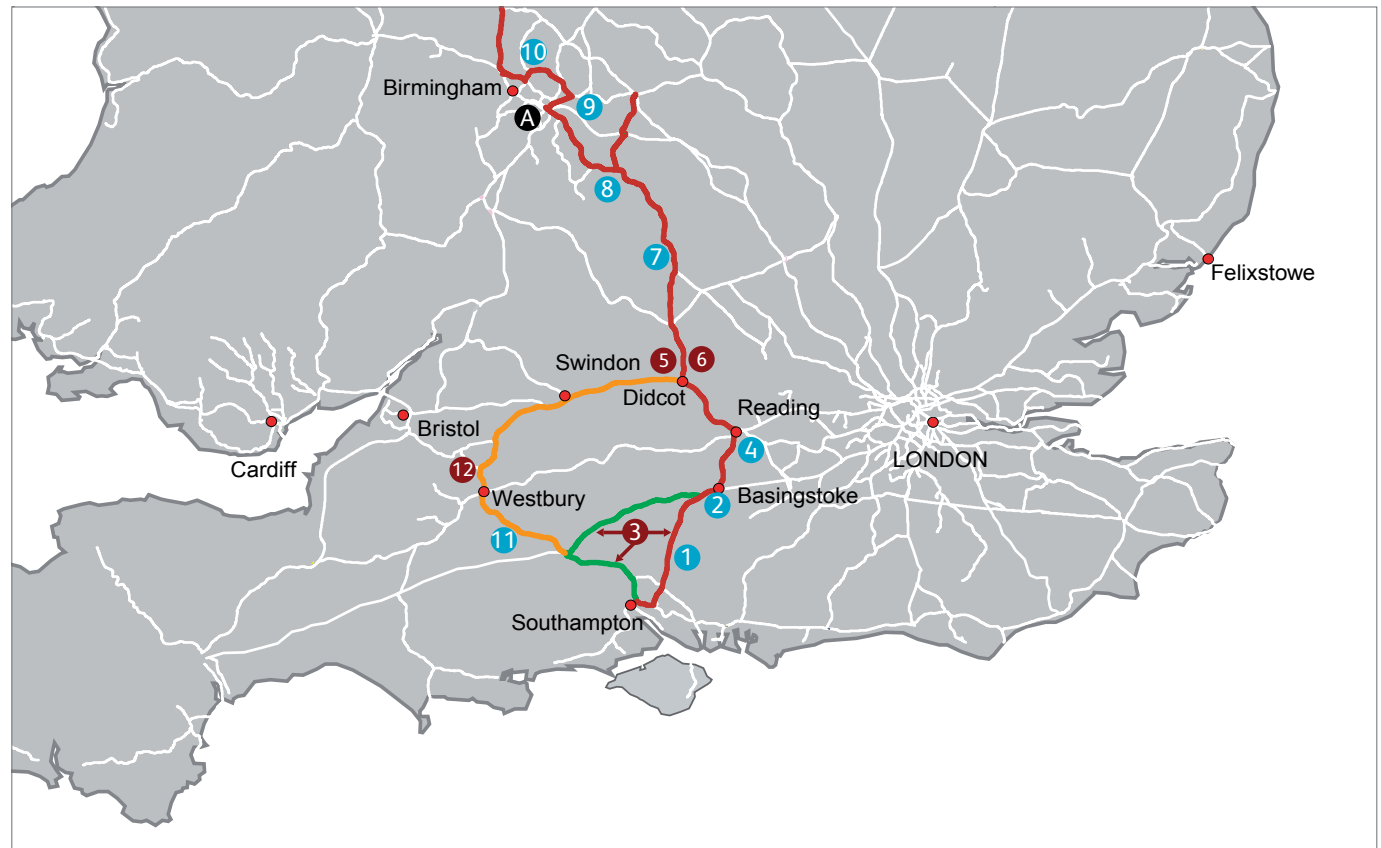 10
Birmingham
9
A
8
7
Felixstowe
Swindon
5
6
Didcot
Reading
Bristol
LONDON
4
Cardiff
12
Westbury
Basingstoke
2
3
11
1
Southampton